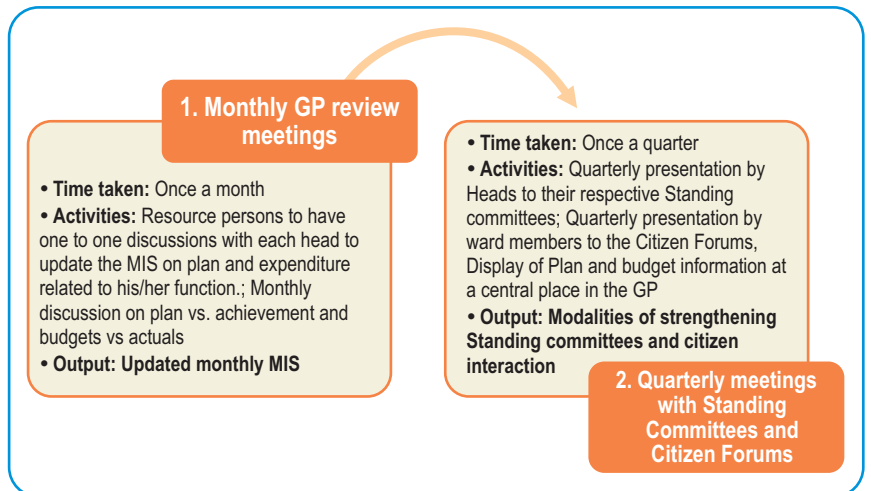 1. Monthly GP review
meetings
• Time taken: Once a month
• Activities: Resource persons to have
one to one discussions with each head to
update the MIS on plan and expenditure
related to his/her function.; Monthly
discussion on plan vs. achievement and
budgets vs actuals
• Output: Updated monthly MIS
• Time taken: Once a quarter
• Activities: Quarterly presentation by
Heads to their respective Standing
committees; Quarterly presentation by
ward members to the Citizen Forums,
Display of Plan and budget information at
a central place in the GP
• Output: Modalities of strengthening
Standing committees and citizen
interaction
2. Quarterly meetings
with Standing
Committees and
Citizen Forums